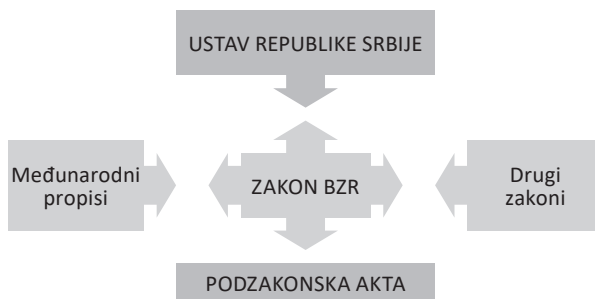 USTAV REPUBLIKE SRBIJE
Međunarodni
propisi
ZAKON BZR
Drugi
zakoni
PODZAKONSKA AKTA